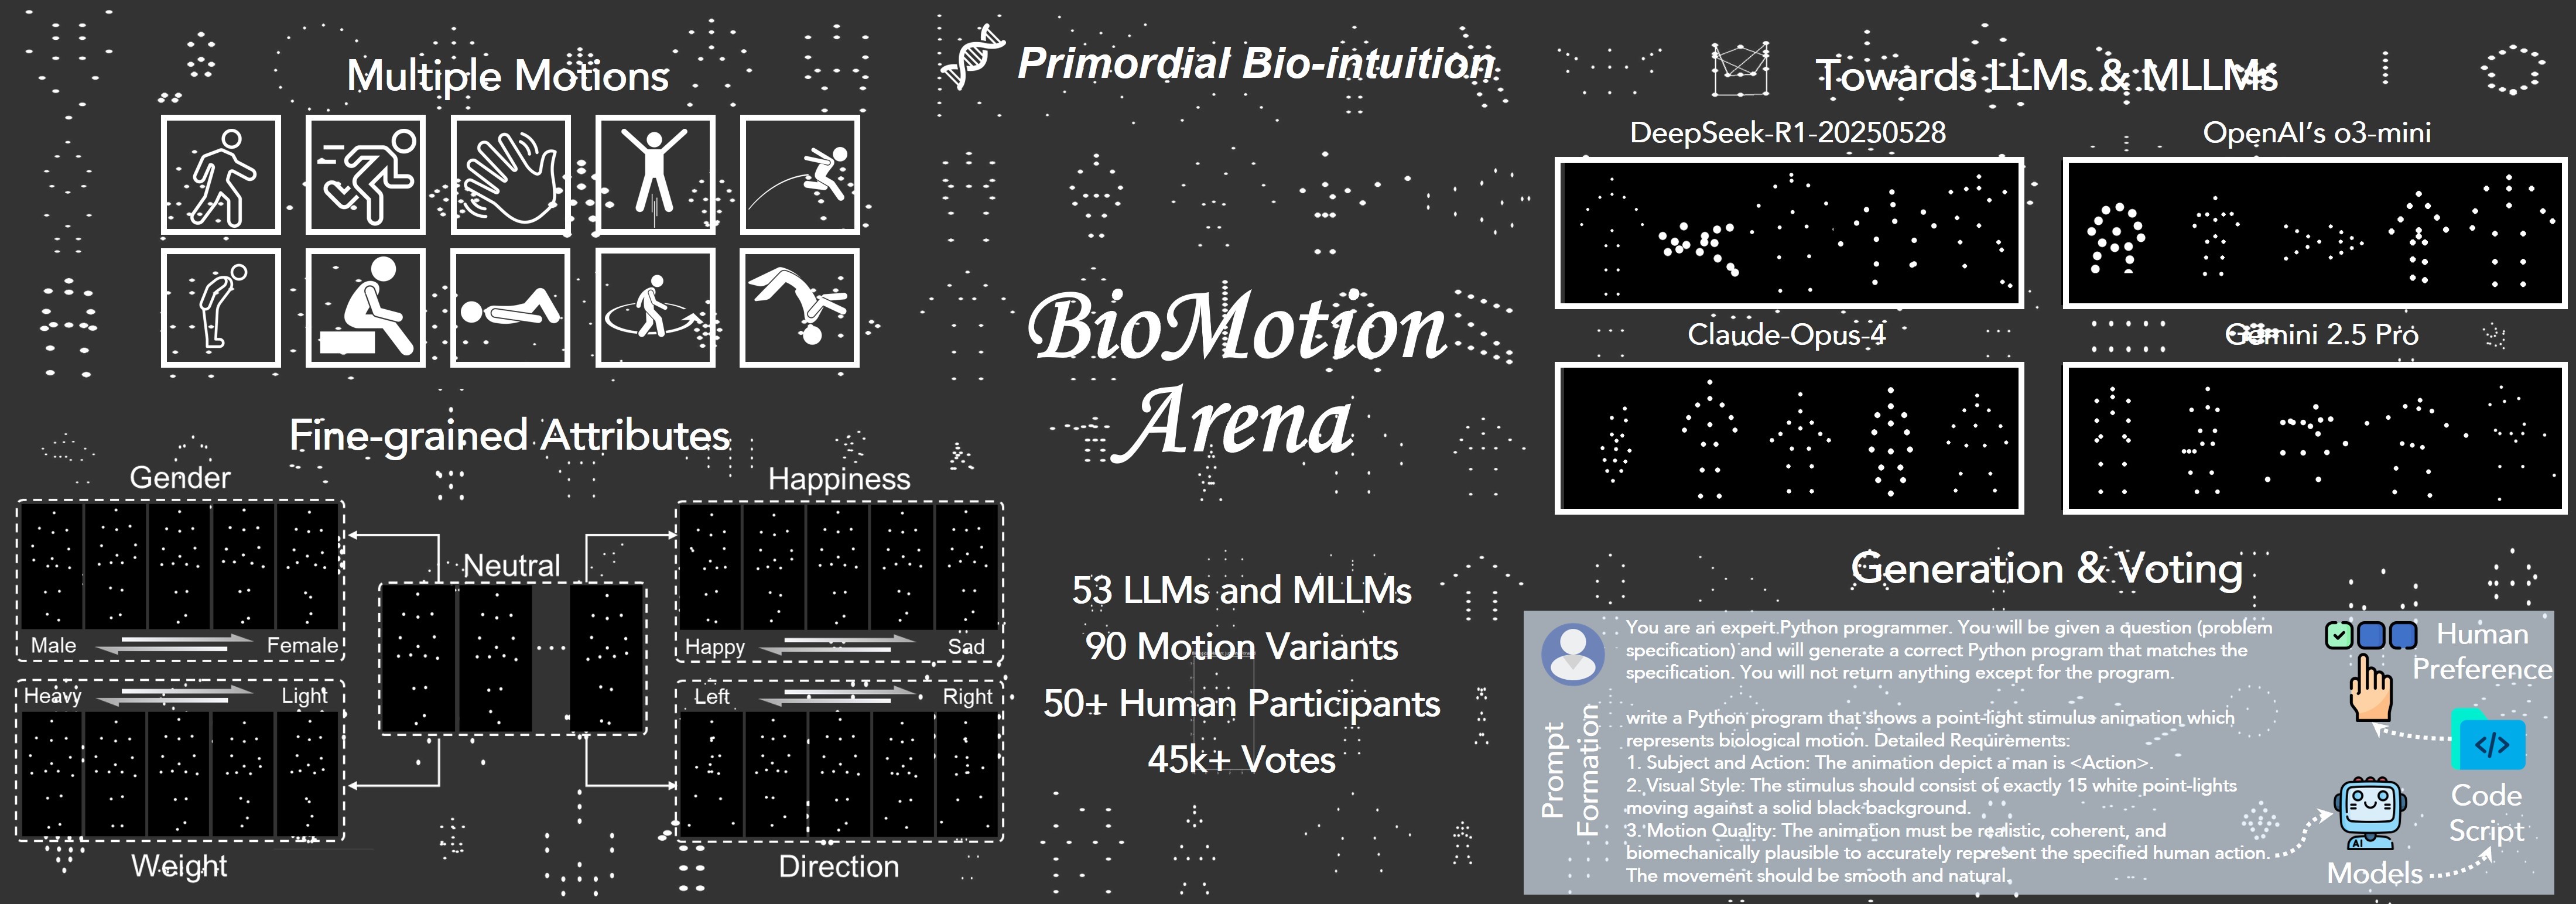 Multiple Motions
Fine-grained Attributes
Gender
Male
Female
Heavy
Light
Weight
Neutral
Happiness
Happy
Sad
Left
Right
Direction
Primordial Bio-intuition
BioMotion
Arena
53 LLMs and MLLMs
90 Motion Variants
50+ Human Participants
45k+ Votes
Towards LLMs & MLLMs
DeepSeek-R1-20250528
OpenAI's o3-mini
Claude-Opus-4
Gemini 2.5 Pro
Generation & Voting
Prompt
Formation
You are an expert Python programmer. You will be given a question (problem
specification) and will generate a correct Python program that matches the
specification. You will not return anything except for the program.
write a Python program that shows a point-light stimulus animation which
represents biological motion. Detailed Requirements:
1. Subject and Action: The animation depict a man is <Action>.
2. Visual Style: The stimulus should consist of exactly 15 white point-lights
moving against a solid black background.
3. Motion Quality: The animation must be realistic, coherent, and
biomechanically plausible to accurately represent the specified human action.
The movement should be smooth and natural.
Human
Preference
</>
Code
Script
AI
Models